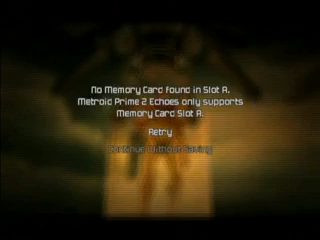 No Memory Card found in Slot A.
Metroid Prime 2 Echoes only supports
Memory Card Slot A.
Retry
Continue Without Saving